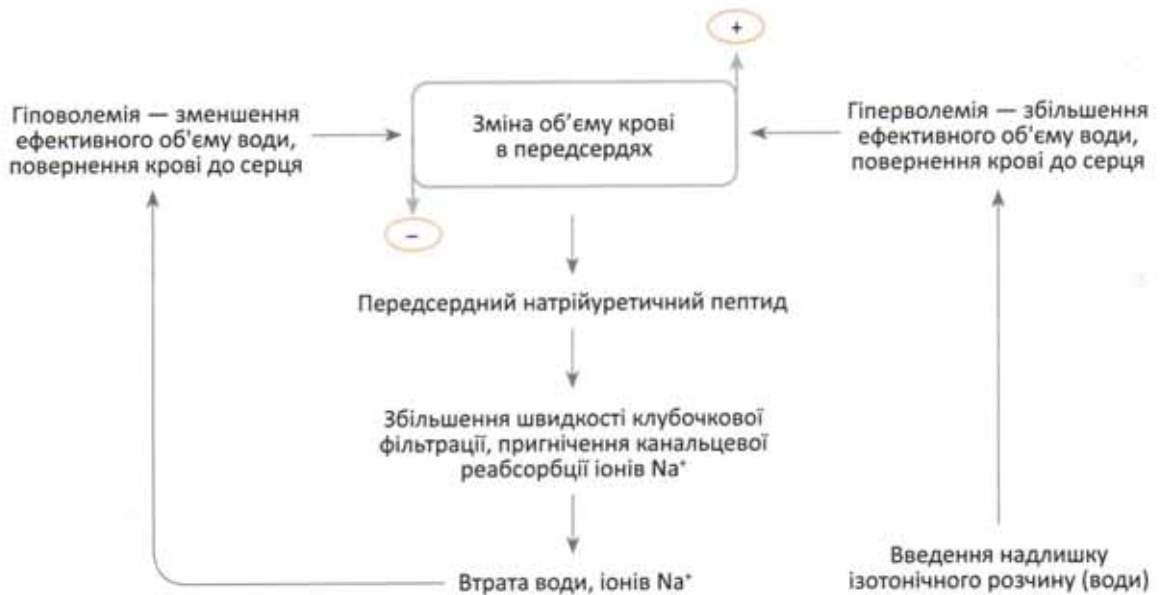 +
Гіповолемія — зменшення
ефективного об'єму води,
повернення крові до серця
Зміна об’єму крові
в передсердях
Гіперволемія — збільшення
ефективного об'єму води,
повернення крові до серця
–
Передсердний натрійуретичний пептид
Збільшення швидкості клубочкової
фільтрації, пригнічення канальцевої
реабсорбції іонів Na⁺
Втрата води, іонів Na⁺
Введення надлишку
ізотонічного розчину (води)